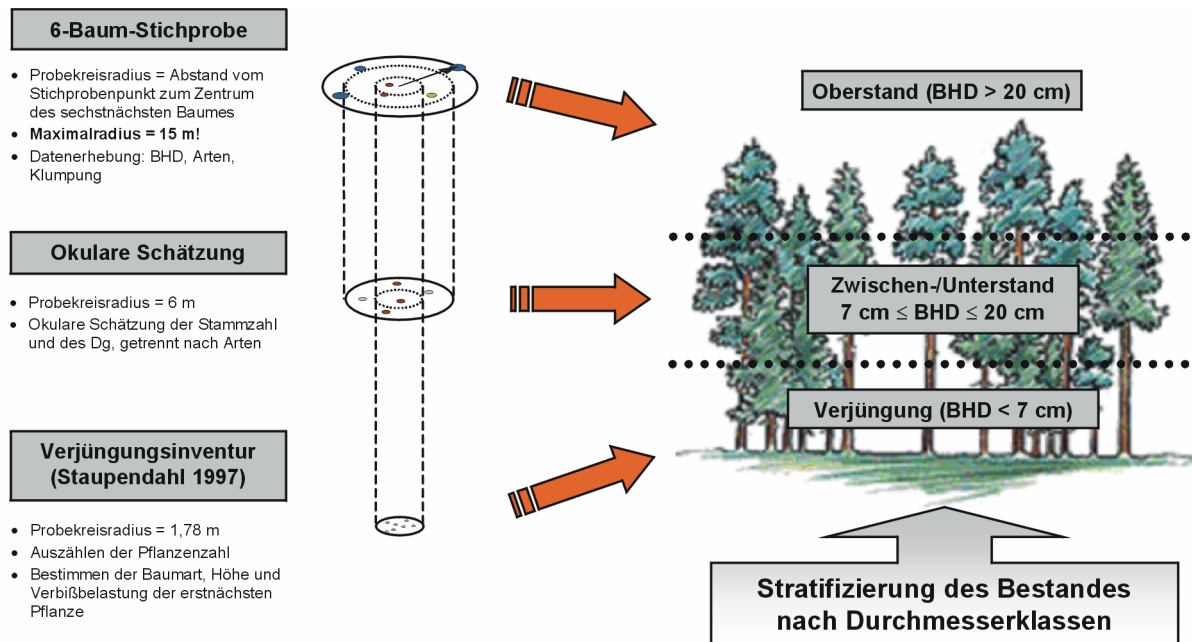 6-Baum-Stichprobe
• Probekreisradius = Abstand vom
Stichprobenpunkt zum Zentrum
des sechstnächsten Baumes
• Maximalradius = 15 m!
• Datenerhebung: BHD, Arten,
Klumpung
Okulare Schätzung
• Probekreisradius = 6 m
• Okulare Schätzung der Stammzahl
und des Dg, getrennt nach Arten
Verjüngungsinventur
(Staupendahl 1997)
• Probekreisradius = 1,78 m
• Auszählen der Pflanzenzahl
• Bestimmen der Baumart, Höhe und
Verbißbelastung der erstnächsten
Pflanze
Oberstand (BHD > 20 cm)
Zwischen-/Unterstand
7 cm ≤ BHD ≤ 20 cm
Verjüngung (BHD < 7 cm)
Stratifizierung des Bestandes
nach Durchmesserklassen